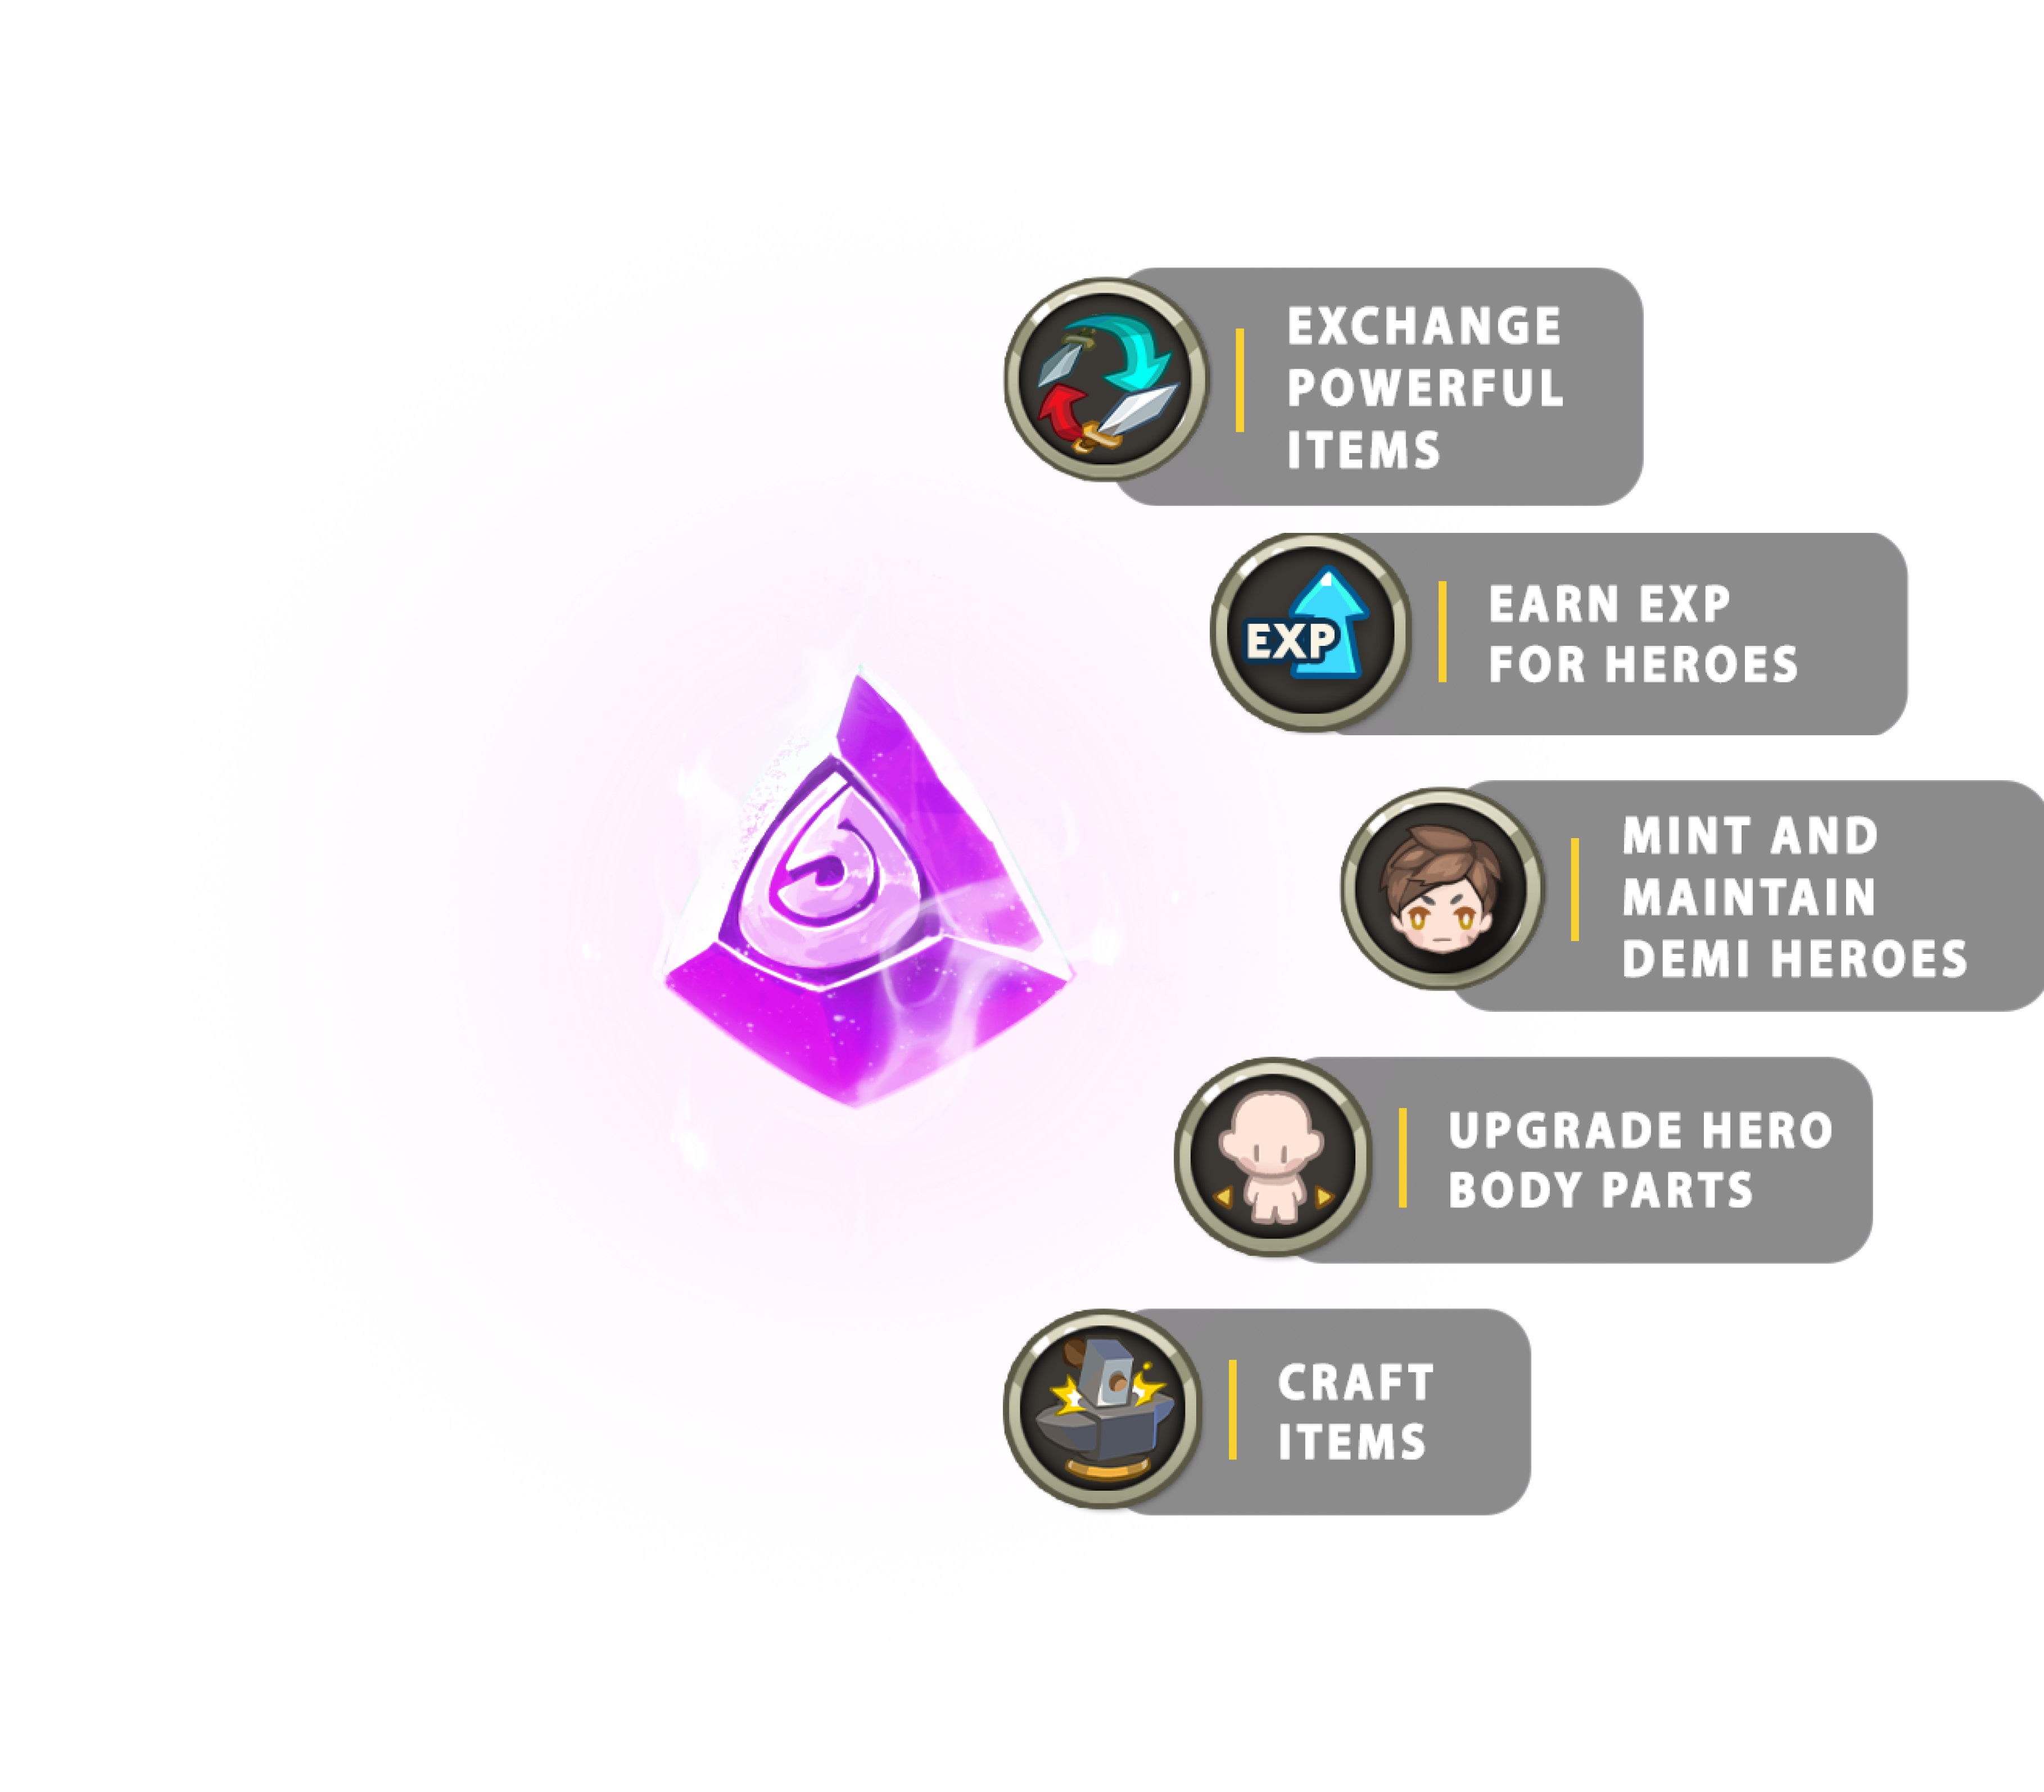 EXCHANGE
POWERFUL
ITEMS
EXP
EARN EXP
FOR HEROES
MINT AND
MAINTAIN
DEMI HEROES
UPGRADE HERO
BODY PARTS
CRAFT
ITEMS